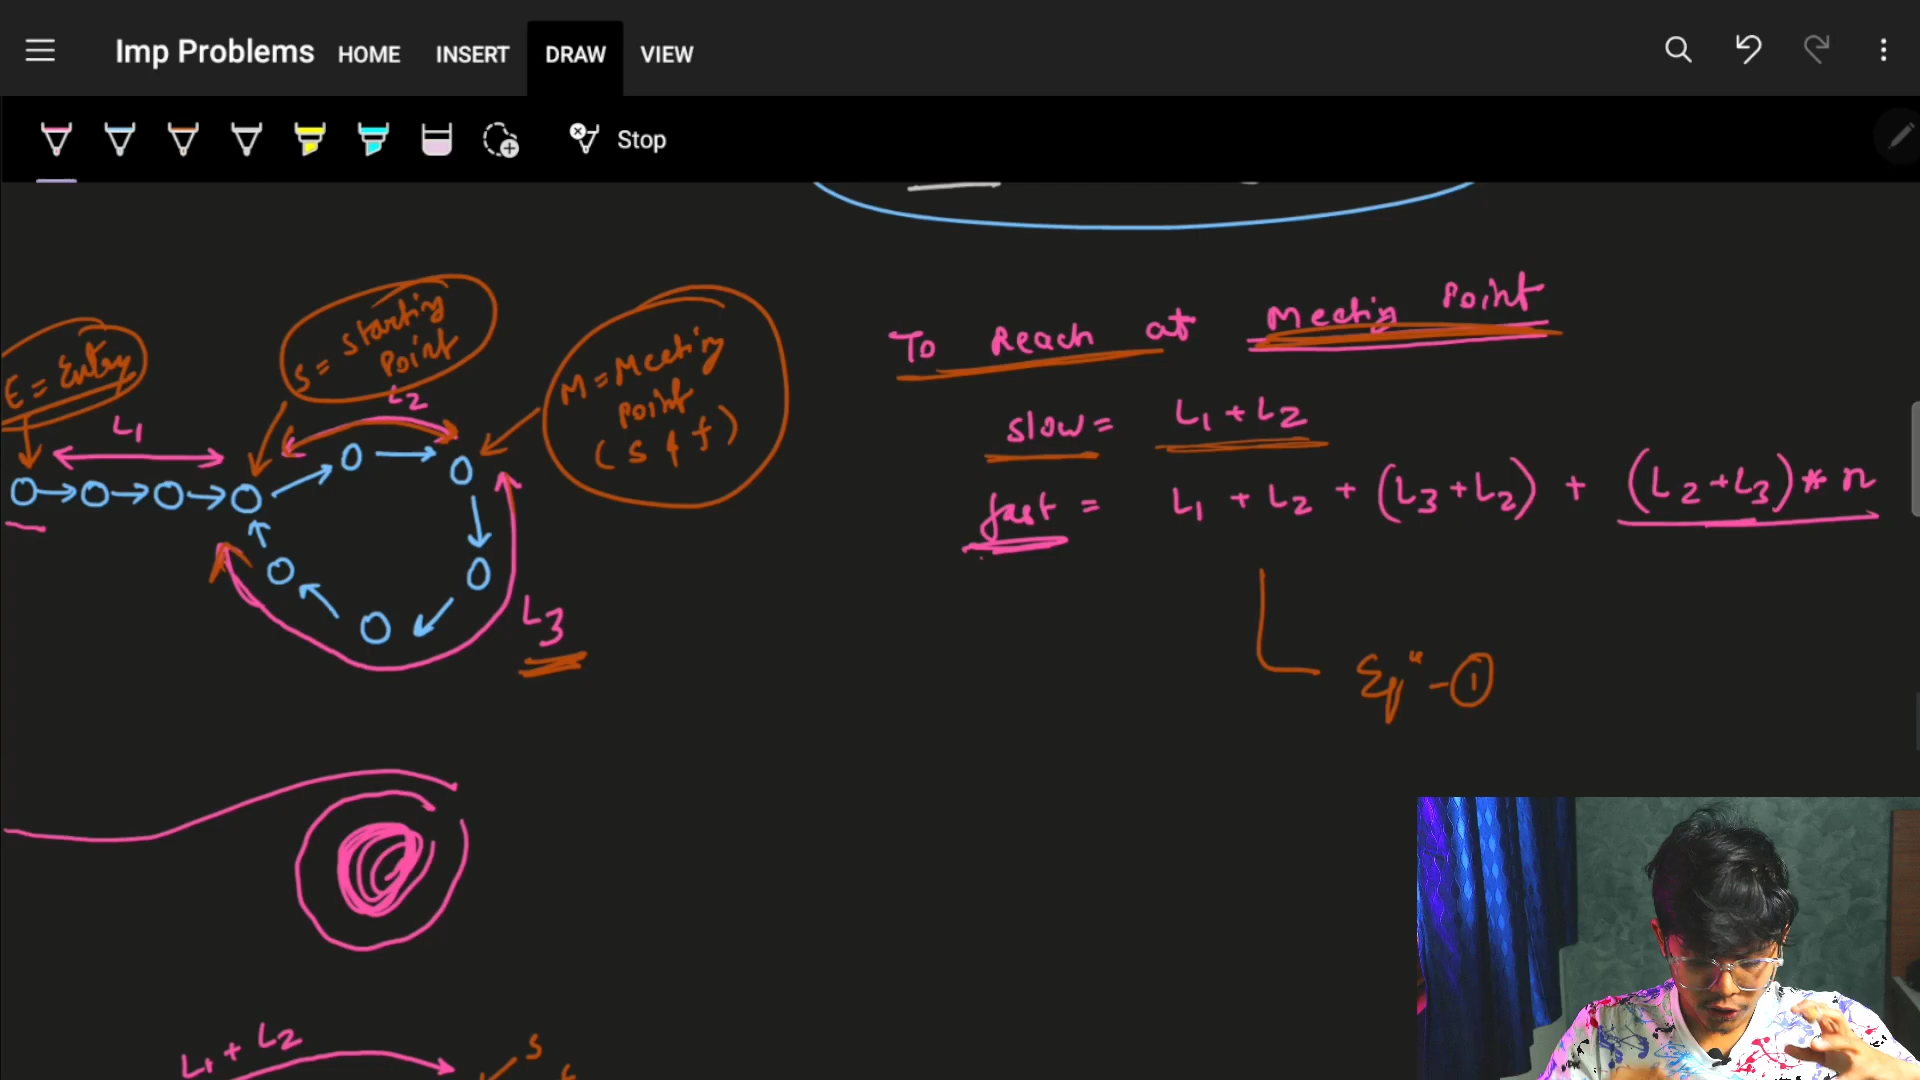 Imp Problems HOME INSERT DRAW VIEW
Stop
E = Entry
S = Starting Point
M = Meeting Point
(S & f)
L1
L2
L3
To Reach at Meeting Point
slow = L1 + L2
fast = L1 + L2 + (L3+L2) + (L2+L3)*n
Eqn - 1
L1 + L2
S